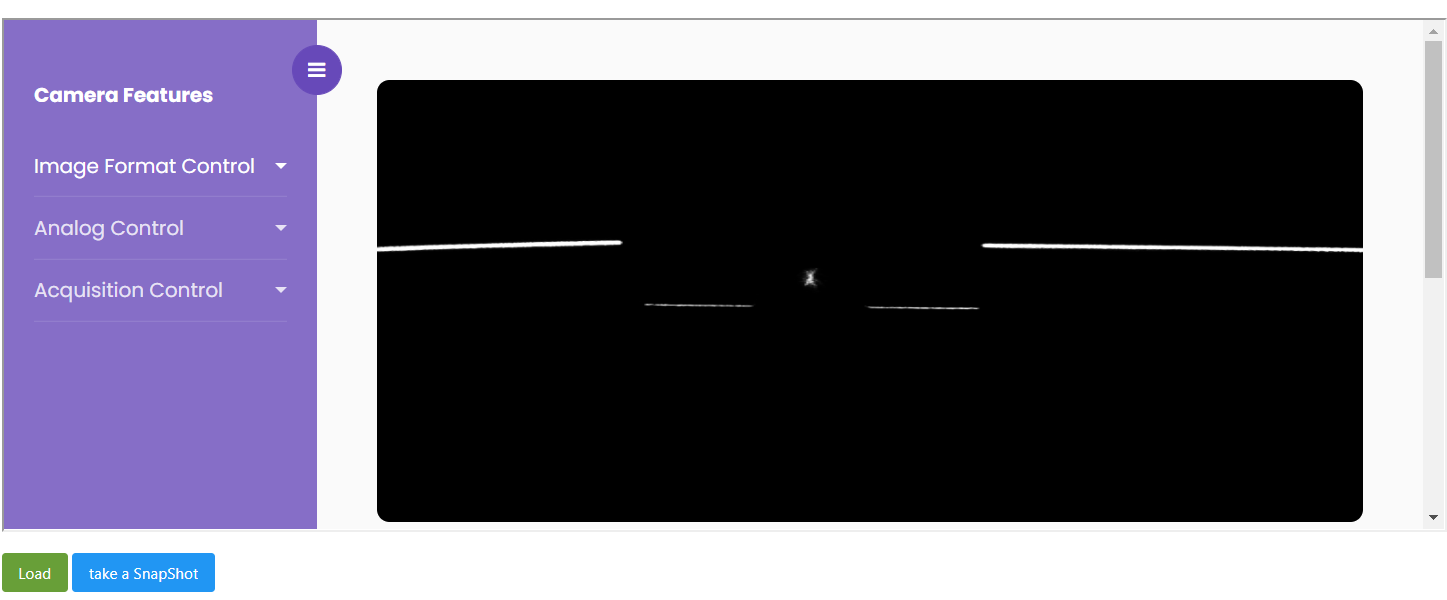 Camera Features
Image Format Control
Analog Control
Acquisition Control
Load
take a SnapShot